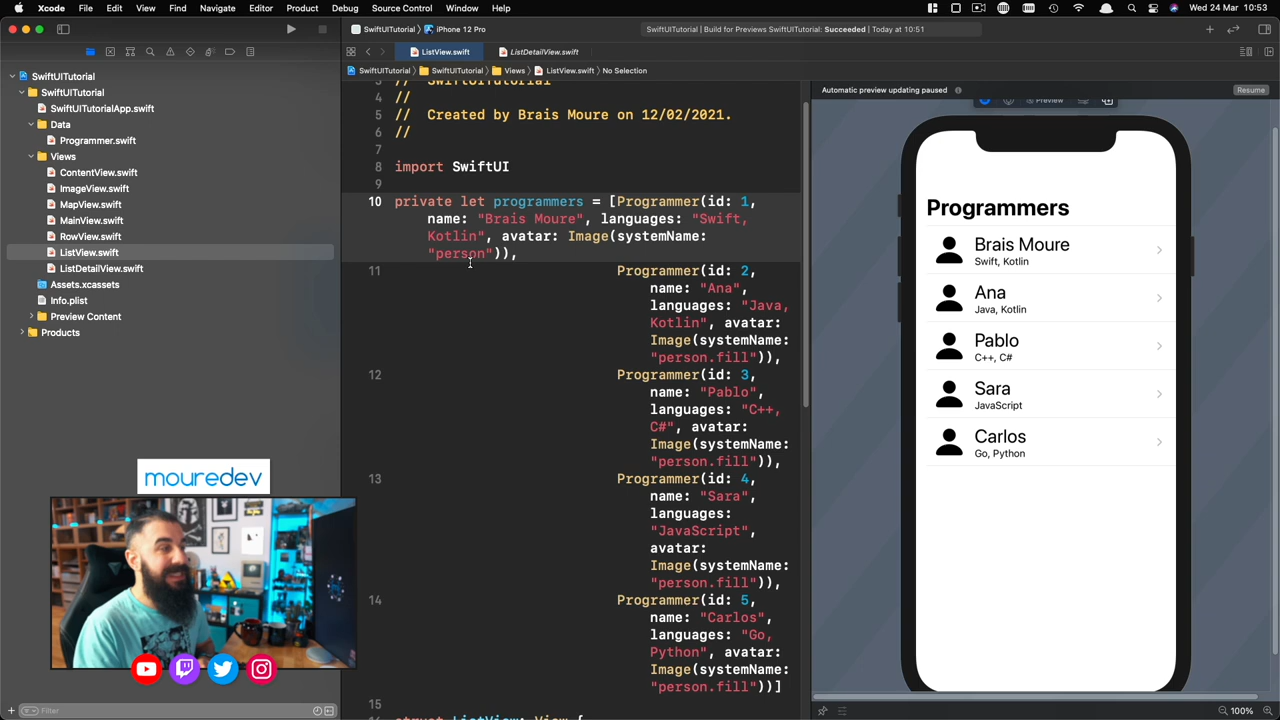 Xcode File Edit View Find Navigate Editor Product Debug Source Control Window Help
Wed 24 Mar 10:53
SwiftUITutorial iPhone 12 Pro
SwiftUITutorial | Build for Previews SwiftUITutorial: Succeeded | Today at 10:51
ListView.swift
ListDetailView.swift
SwiftUITutorial SwiftUITutorial Views ListView.swift No Selection
SwiftUITutorial
SwiftUITutorial
SwiftUITutorialApp.swift
Data
Programmer.swift
Views
ContentView.swift
ImageView.swift
MapView.swift
MainView.swift
RowView.swift
ListView.swift
ListDetailView.swift
Assets.xcassets
Info.plist
Preview Content
Products
mouredev
Filter
3 // SwiftUITutorial
4 //
5 // Created by Brais Moure on 12/02/2021.
6 //
7
8 import SwiftUI
9
10 private let programmers = [Programmer(id: 1,
name: "Brais Moure", languages: "Swift,
Kotlin", avatar: Image(systemName:
"person")),
11 Programmer(id: 2,
name: "Ana",
languages: "Java,
Kotlin", avatar:
Image(systemName:
"person.fill")),
12 Programmer(id: 3,
name: "Pablo",
languages: "C++,
C#", avatar:
Image(systemName:
"person.fill")),
13 Programmer(id: 4,
name: "Sara",
languages:
"JavaScript",
avatar:
Image(systemName:
"person.fill")),
14 Programmer(id: 5,
name: "Carlos",
languages: "Go,
Python", avatar:
Image(systemName:
"person.fill"))]
15
struct ListView: View {
Automatic preview updating paused
Resume
Preview
Programmers
Brais Moure
Swift, Kotlin
Ana
Java, Kotlin
Pablo
C++, C#
Sara
JavaScript
Carlos
Go, Python
100%